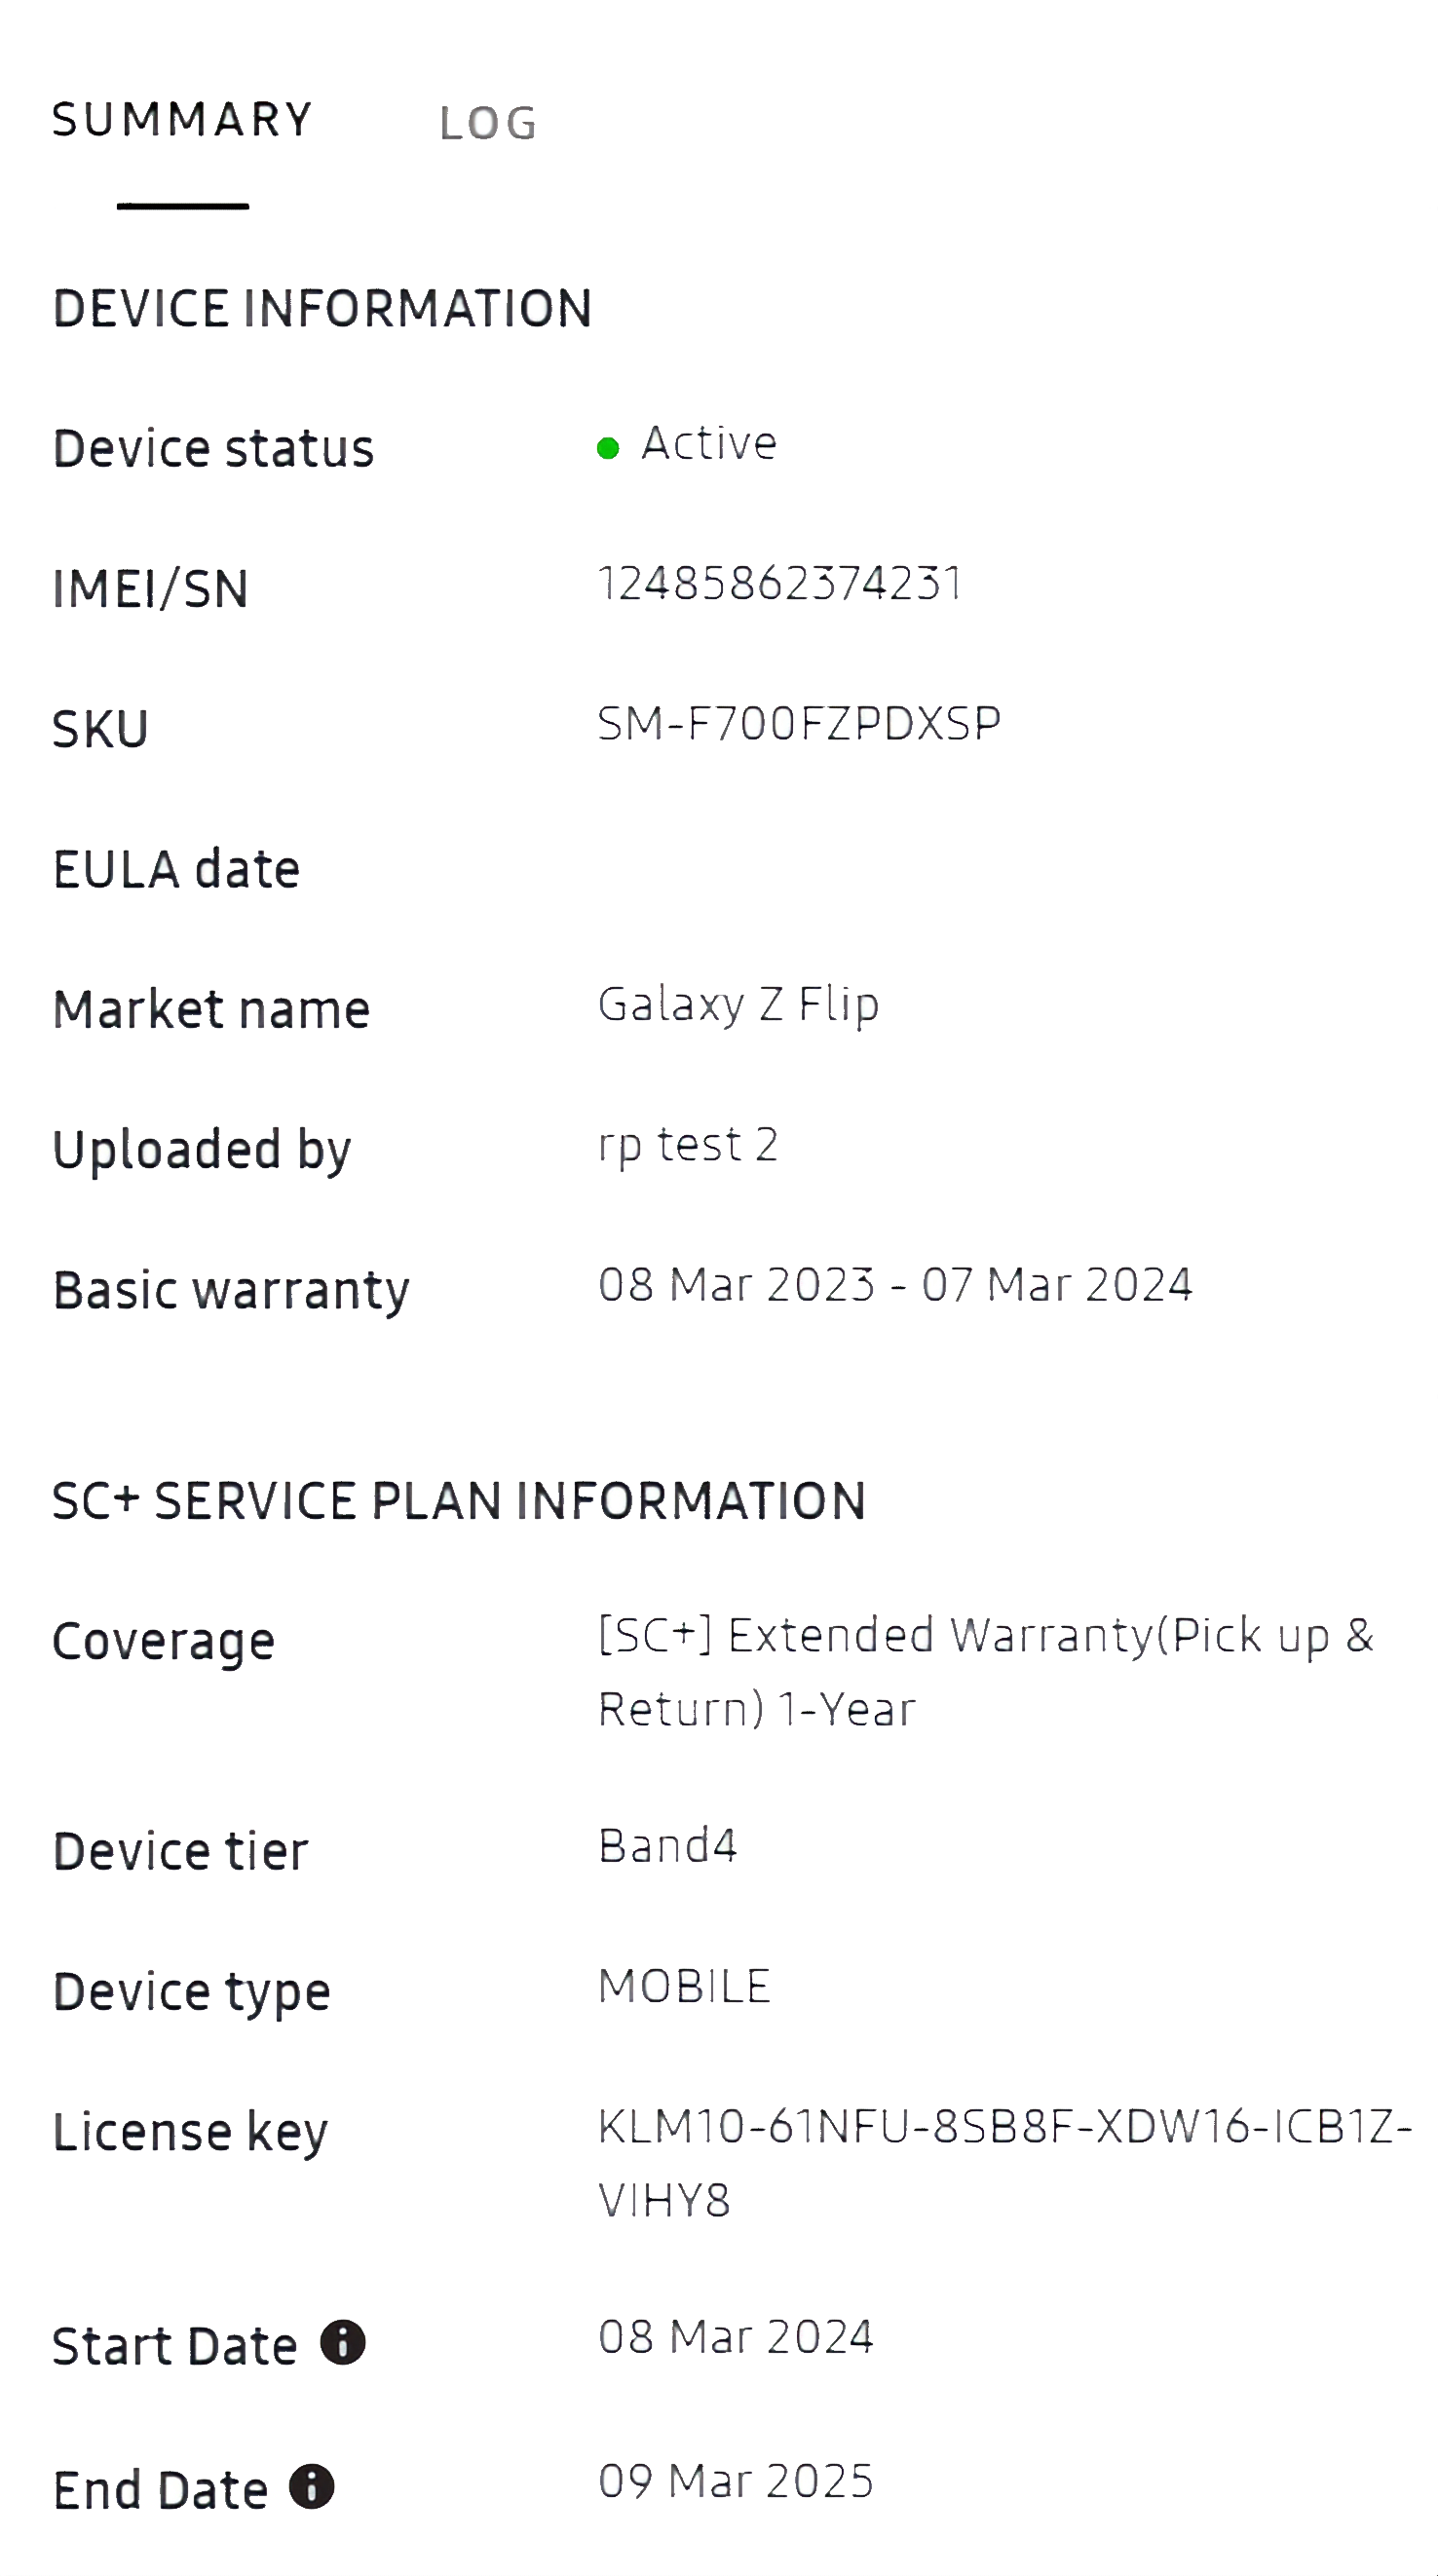 SUMMARY LOG
DEVICE INFORMATION
Device status Active
IMEI/SN 12485862374231
SKU SM-F700FZPDXSP
EULA date
Market name Galaxy Z Flip
Uploaded by rp test 2
Basic warranty 08 Mar 2023 - 07 Mar 2024
SC+ SERVICE PLAN INFORMATION
Coverage [SC+] Extended Warranty(Pick up &
Return) 1-Year
Device tier Band4
Device type MOBILE
License key KLM10-61NFU-8SB8F-XDW16-ICB1Z-
VIHY8
Start Date 08 Mar 2024
End Date 09 Mar 2025